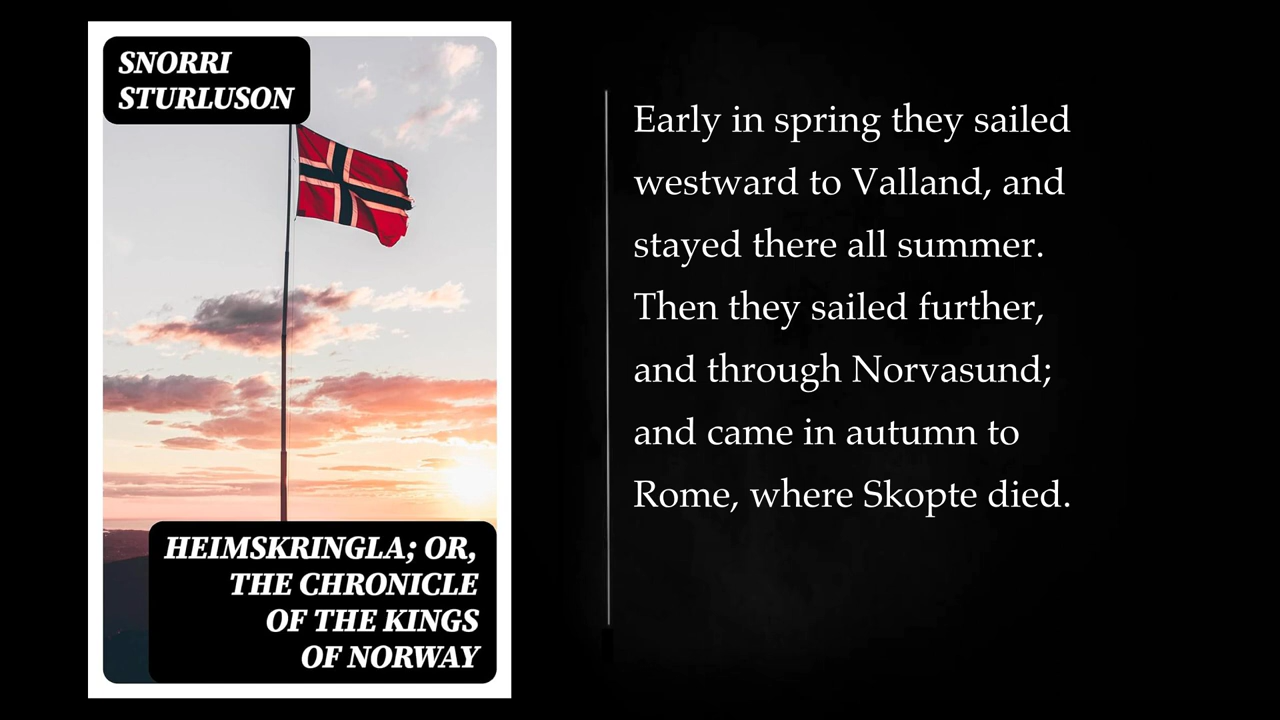 SNORRI
STURLUSON
HEIMSKRINGLA; OR,
THE CHRONICLE
OF THE KINGS
OF NORWAY
Early in spring they sailed
westward to Valland, and
stayed there all summer.
Then they sailed further,
and through Norvasund;
and came in autumn to
Rome, where Skopte died.